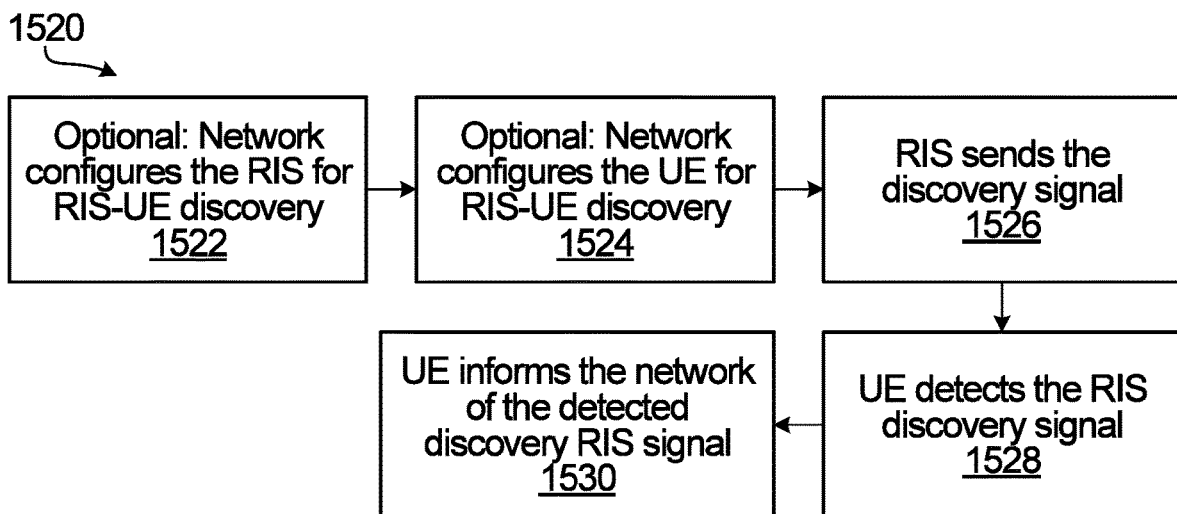 1520
Optional: Network
configures the RIS for
RIS-UE discovery
1522
Optional: Network
configures the UE for
RIS-UE discovery
1524
RIS sends the
discovery signal
1526
UE detects the RIS
discovery signal
1528
UE informs the network
of the detected
discovery RIS signal
1530